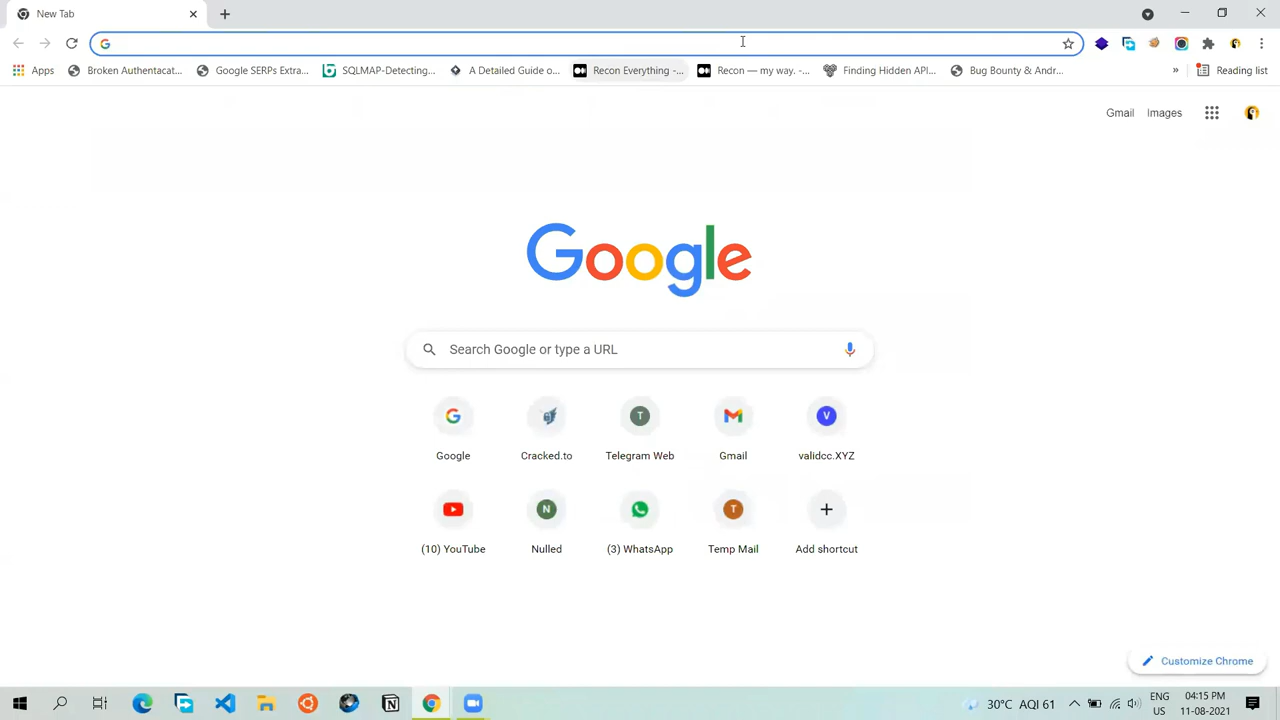 New Tab
Apps
Broken Authentacat...
Google SERPs Extra...
SQLMAP-Detecting...
A Detailed Guide o...
Recon Everything -...
Recon — my way. -...
Finding Hidden API...
Bug Bounty & Andr...
»
Reading list
Gmail
Images
Google
Search Google or type a URL
Google
Cracked.to
T
Telegram Web
Gmail
V
validcc.XYZ
(10) YouTube
N
Nulled
(3) WhatsApp
T
Temp Mail
Add shortcut
Customize Chrome
30°C AQI 61
ENG
US
04:15 PM
11-08-2021